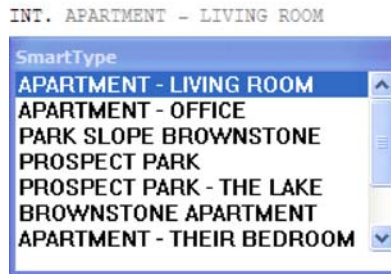 INT. APARTMENT - LIVING ROOM
SmartType
APARTMENT - LIVING ROOM
APARTMENT - OFFICE
PARK SLOPE BROWNSTONE
PROSPECT PARK
PROSPECT PARK - THE LAKE
BROWNSTONE APARTMENT
APARTMENT - THEIR BEDROOM